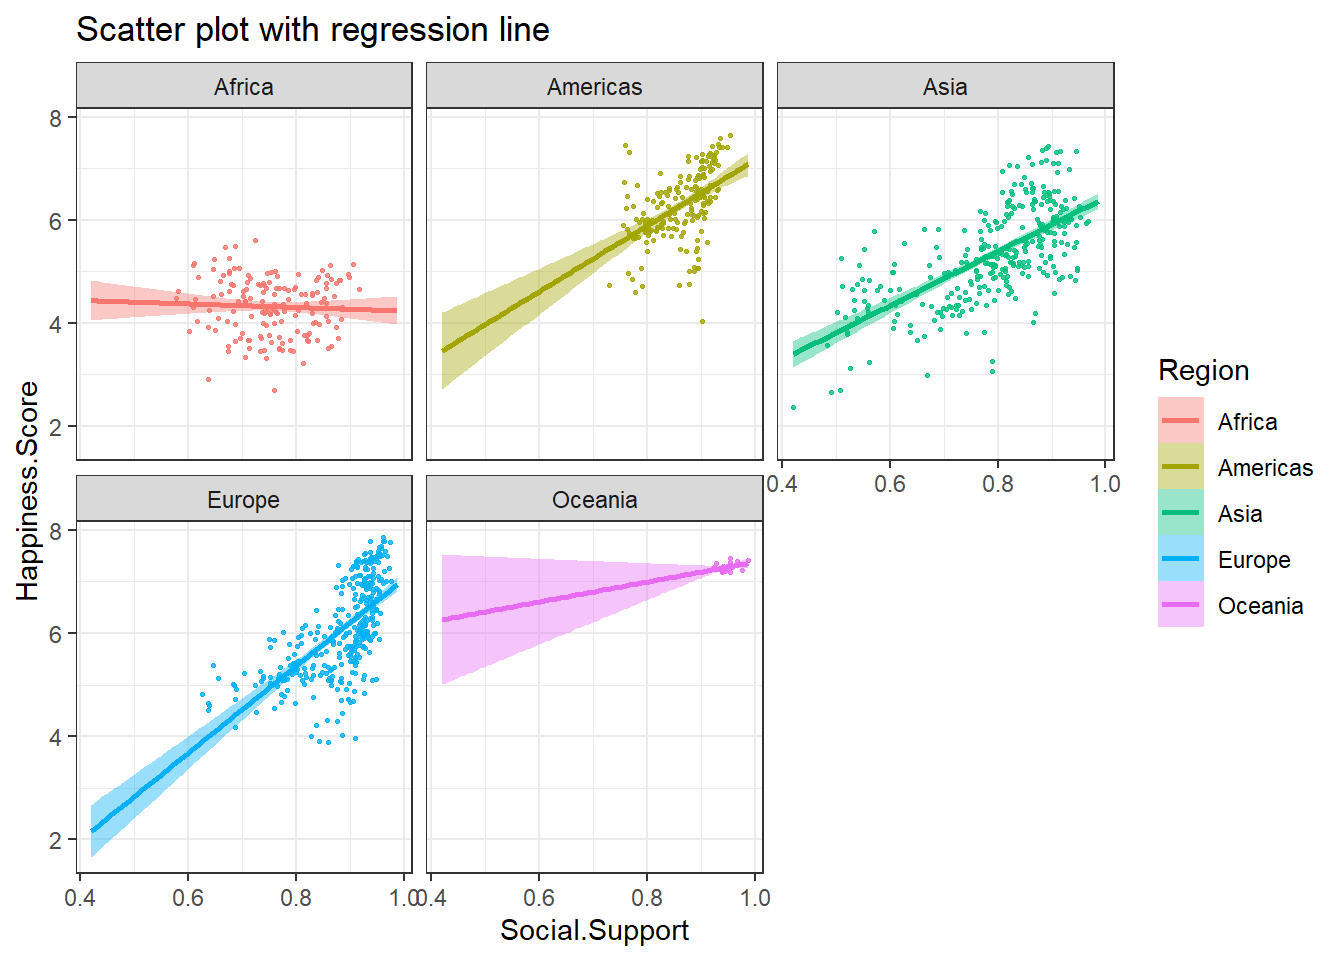 Scatter plot with regression line
Africa
Americas
Asia
8
6
4
2
0.4 0.6 0.8 1.0
Europe
Oceania
8
6
4
2
0.4 0.6 0.8 1.0
0.4 0.6 0.8 1.0
Happiness.Score
Social.Support
Region
Africa
Americas
Asia
Europe
Oceania